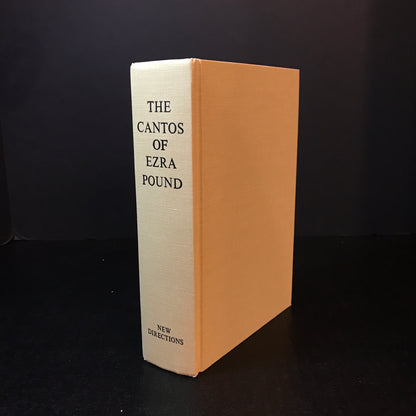 THE
CANTOS
OF
EZRA
POUND
NEW
DIRECTIONS